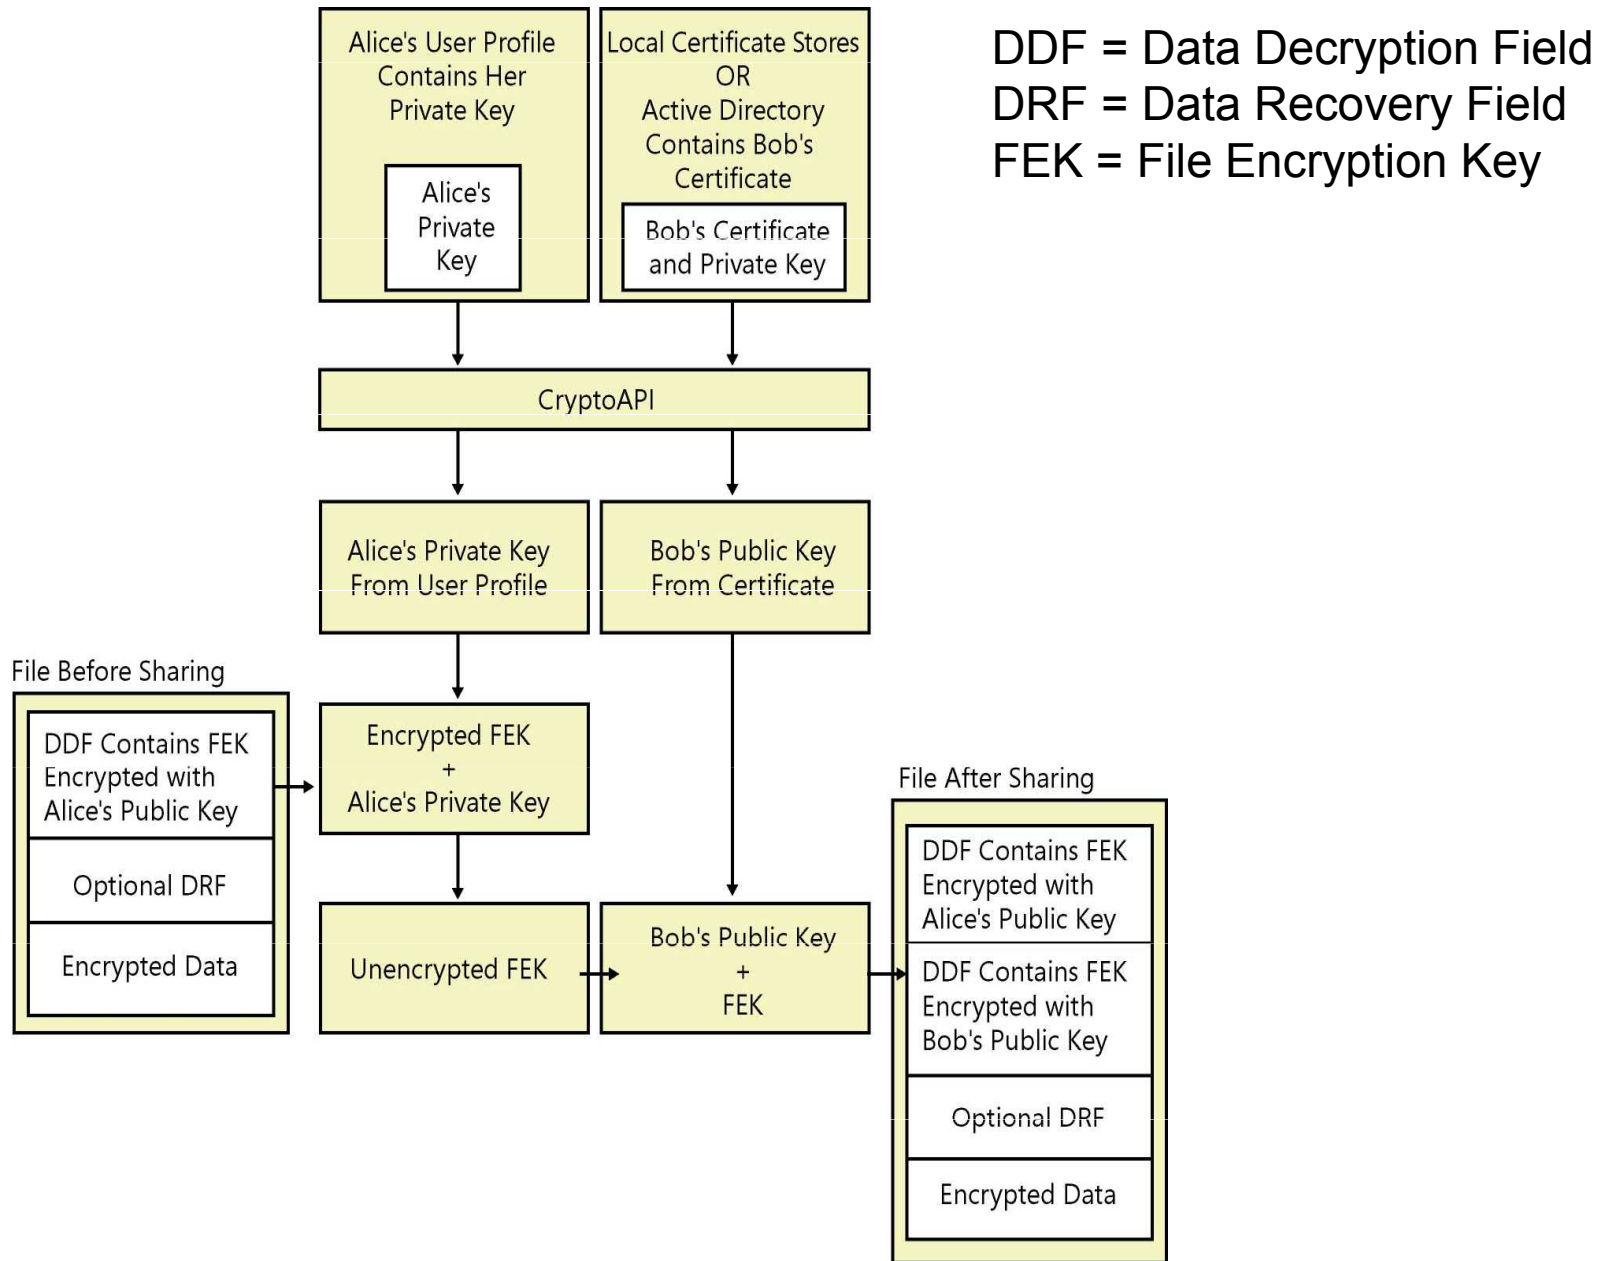 Alice's User Profile
Contains Her
Private Key
Alice's
Private
Key
Local Certificate Stores
OR
Active Directory
Contains Bob's
Certificate
Bob's Certificate
and Private Key
DDF = Data Decryption Field
DRF = Data Recovery Field
FEK = File Encryption Key
CryptoAPI
Alice's Private Key
From User Profile
Bob's Public Key
From Certificate
File Before Sharing
DDF Contains FEK
Encrypted with
Alice's Public Key
Optional DRF
Encrypted Data
Encrypted FEK
+
Alice's Private Key
Unencrypted FEK
Bob's Public Key
+
FEK
File After Sharing
DDF Contains FEK
Encrypted with
Alice's Public Key
DDF Contains FEK
Encrypted with
Bob's Public Key
Optional DRF
Encrypted Data